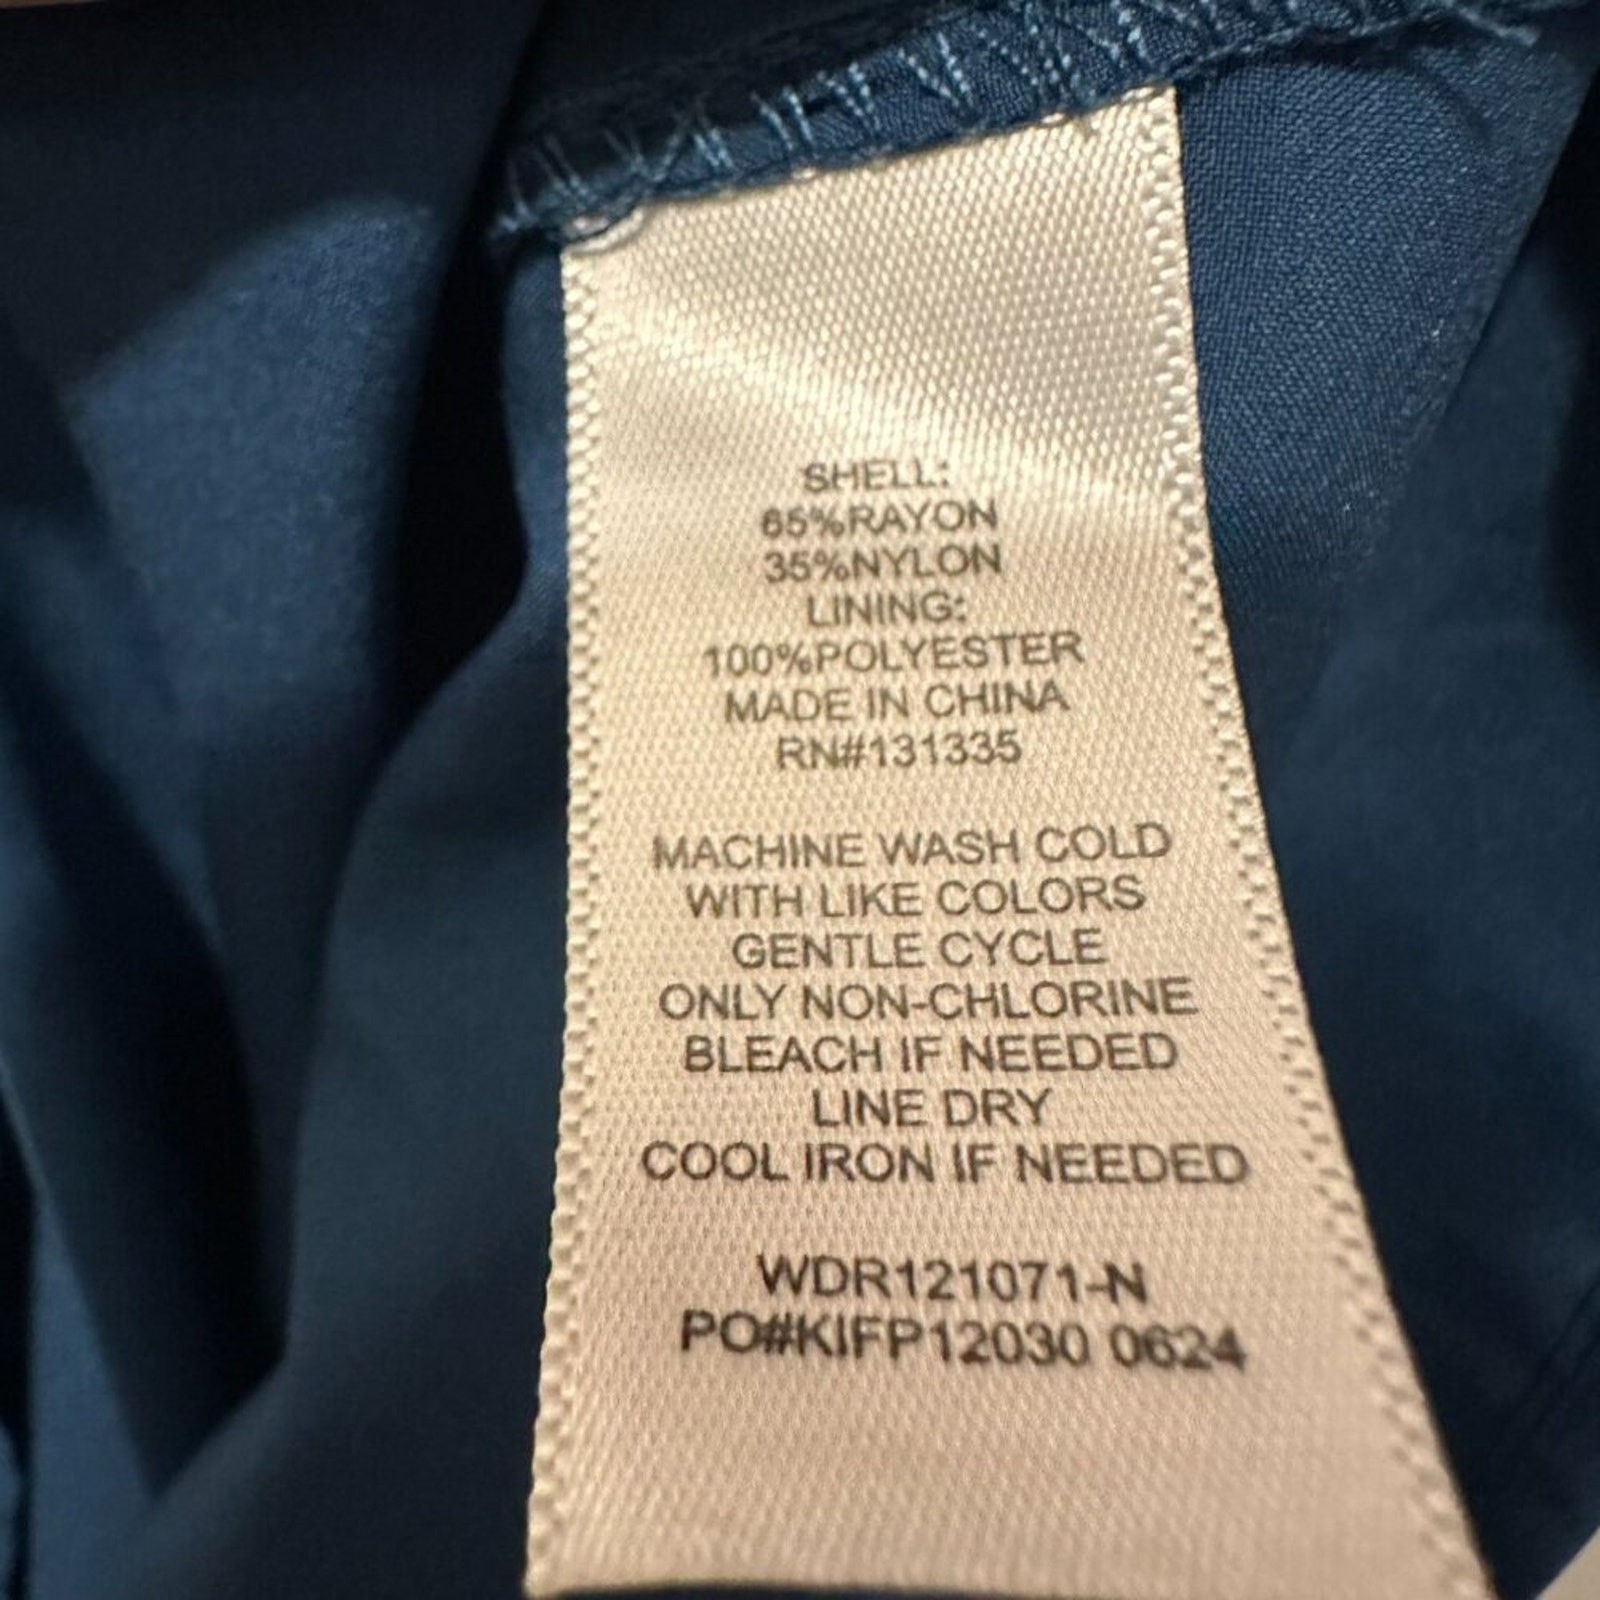 SHELL:
65%RAYON
35%NYLON
LINING:
100%POLYESTER
MADE IN CHINA
RN#131335
MACHINE WASH COLD
WITH LIKE COLORS
GENTLE CYCLE
ONLY NON-CHLORINE
BLEACH IF NEEDED
LINE DRY
COOL IRON IF NEEDED
WDR121071-N
PO#KIFP12030 0624